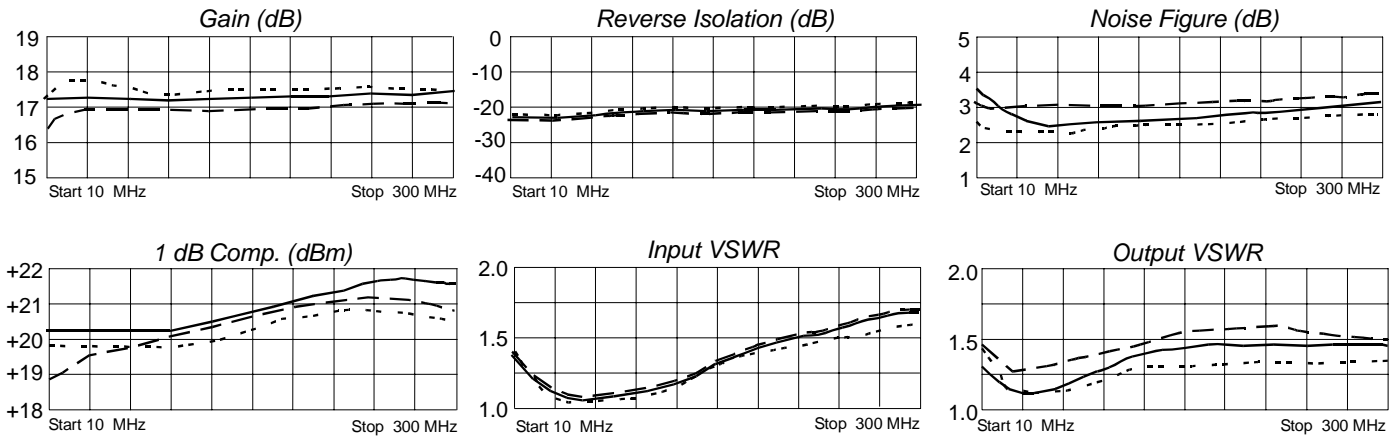 Gain (dB)
19
18
17
16
15
Start 10 MHz
Stop 300 MHz
Reverse Isolation (dB)
0
-10
-20
-30
-40
Start 10 MHz
Stop 300 MHz
Noise Figure (dB)
5
4
3
2
1
Start 10 MHz
Stop 300 MHz
1 dB Comp. (dBm)
+22
+21
+20
+19
+18
Start 10 MHz
Stop 300 MHz
Input VSWR
2.0
1.5
1.0
Start 10 MHz
Stop 300 MHz
Output VSWR
2.0
1.5
1.0
Start 10 MHz
Stop 300 MHz